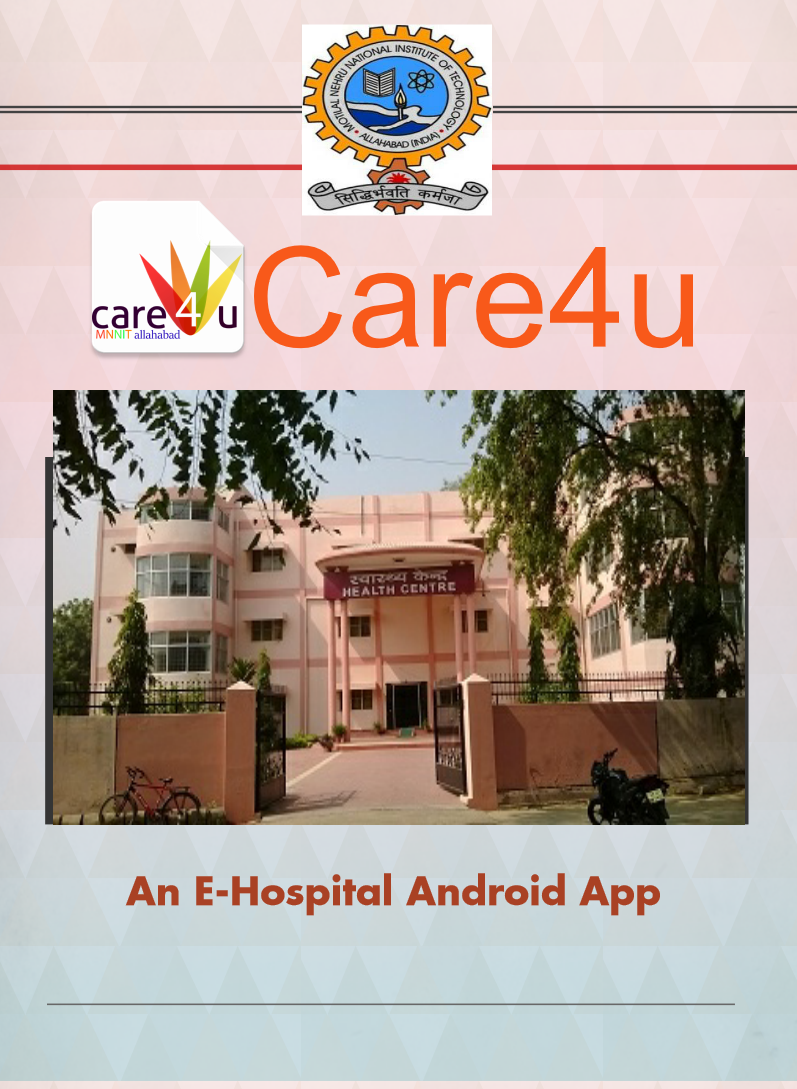 MOTILAL NEHRU NATIONAL INSTITUTE OF TECHNOLOGY
ALLAHABAD (INDIA)
सिद्धिर्भवति कर्मजा
care4u
MNNIT allahabad
Care4u
स्वास्थ्य केन्द्र
HEALTH CENTRE
An E-Hospital Android App